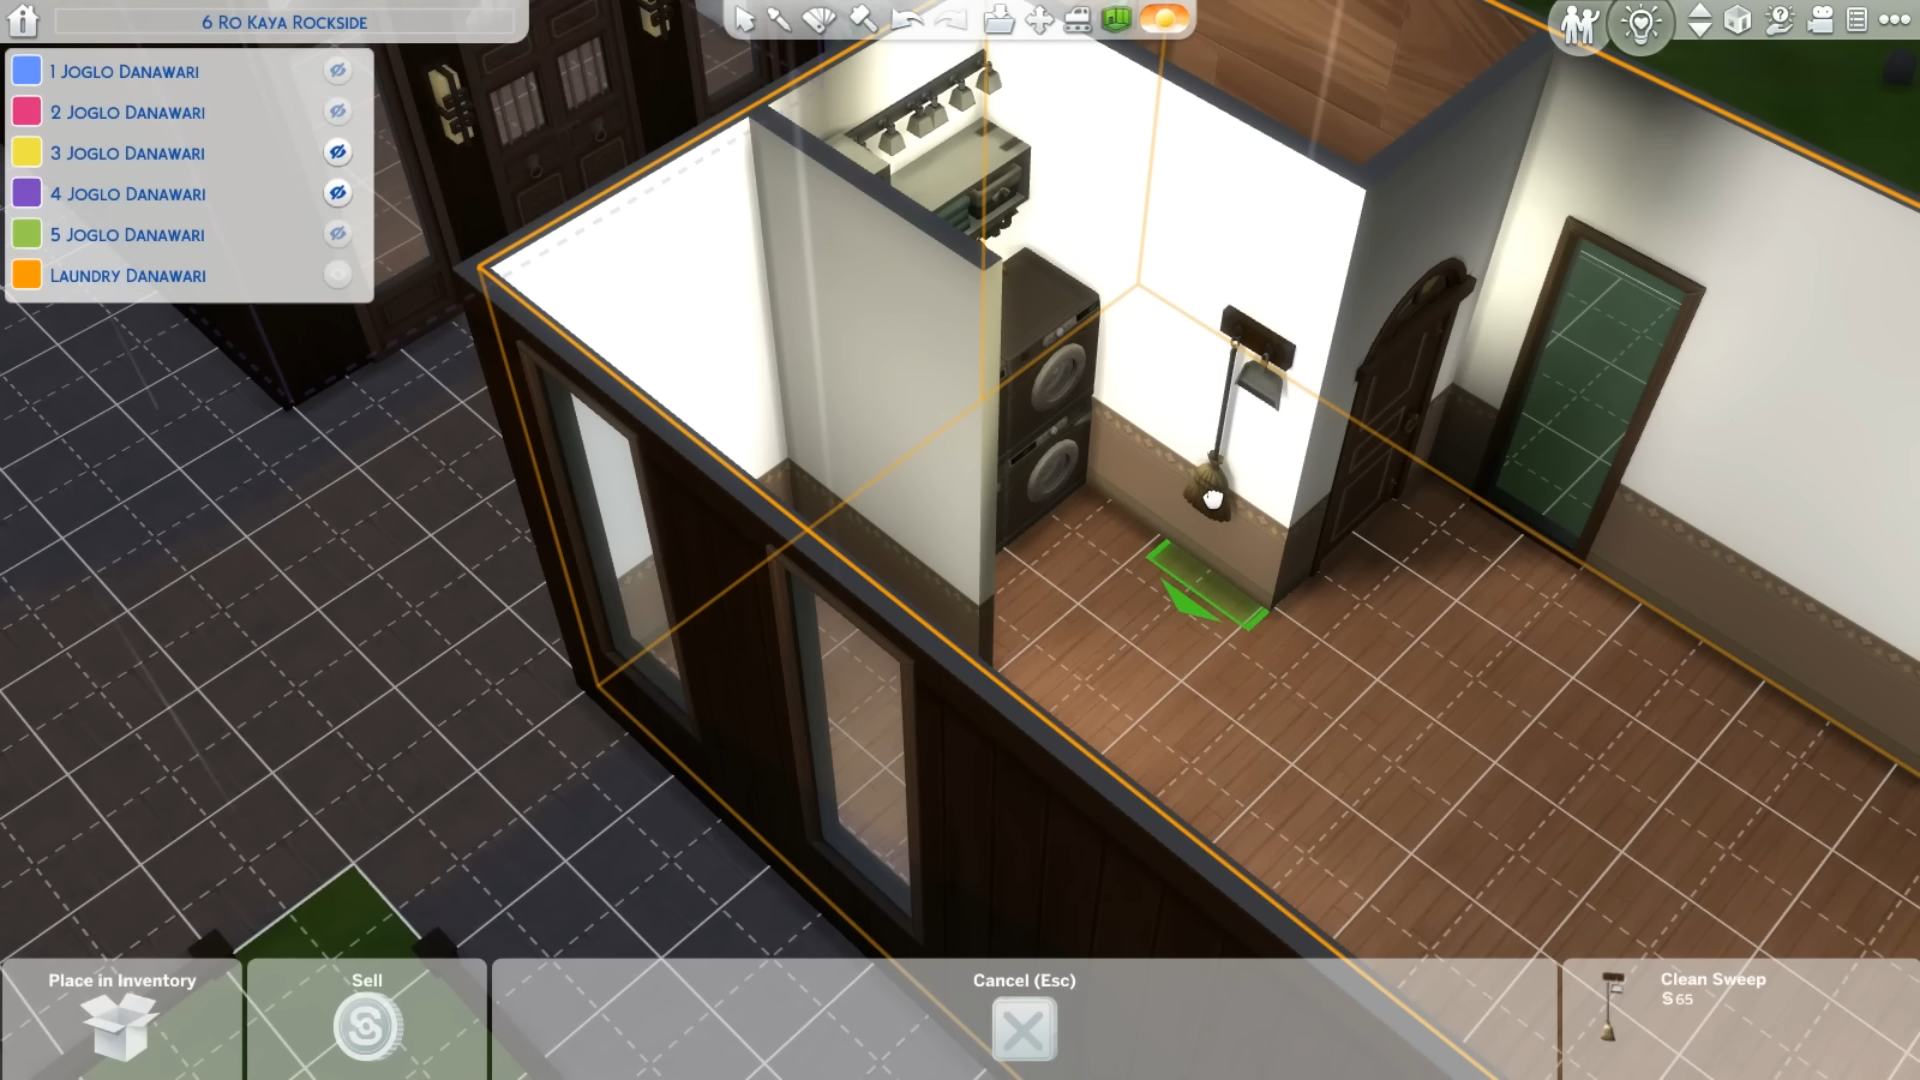 6 Ro Kaya Rockside
1 Joglo Danawari
2 Joglo Danawari
3 Joglo Danawari
4 Joglo Danawari
5 Joglo Danawari
Laundry Danawari
Place in Inventory
Sell
Cancel (Esc)
Clean Sweep
§65